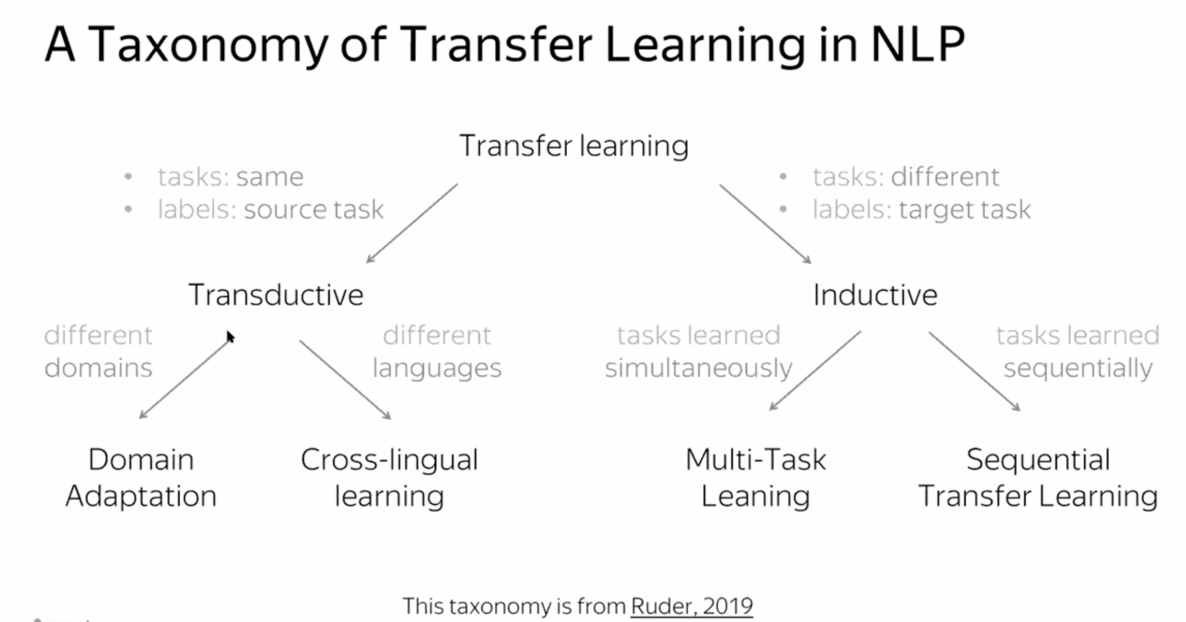 A Taxonomy of Transfer Learning in NLP
Transfer learning
• tasks: same
• labels: source task
• tasks: different
• labels: target task
Transductive
Inductive
different
domains
different
languages
tasks learned
simultaneously
tasks learned
sequentially
Domain
Adaptation
Cross-lingual
learning
Multi-Task
Leaning
Sequential
Transfer Learning
This taxonomy is from Ruder, 2019